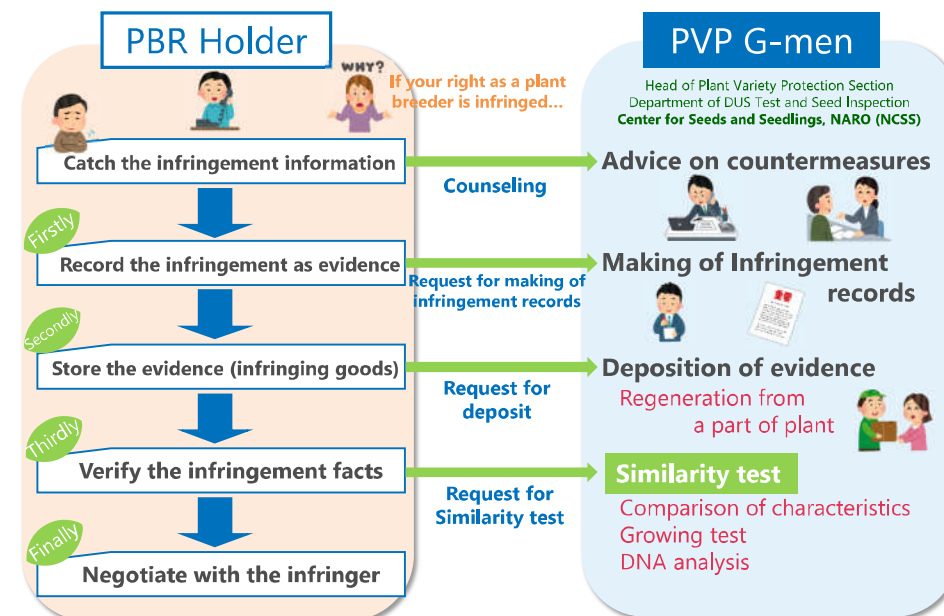 PBR Holder
PVP G-men
WHY?
If your right as a plant
breeder is infringed...
Head of Plant Variety Protection Section
Department of DUS Test and Seed Inspection
Center for Seeds and Seedlings, NARO (NCSS)
Catch the infringement information
Counseling
Advice on countermeasures
Firstly
Record the infringement as evidence
Request for making of
infringement records
Making of Infringement
records
重要
Secondly
Store the evidence (infringing goods)
Request for
deposit
Deposition of evidence
Regeneration from
a part of plant
Thirdly
Verify the infringement facts
Request for
Similarity test
Similarity test
Comparison of characteristics
Growing test
DNA analysis
Finally
Negotiate with the infringer